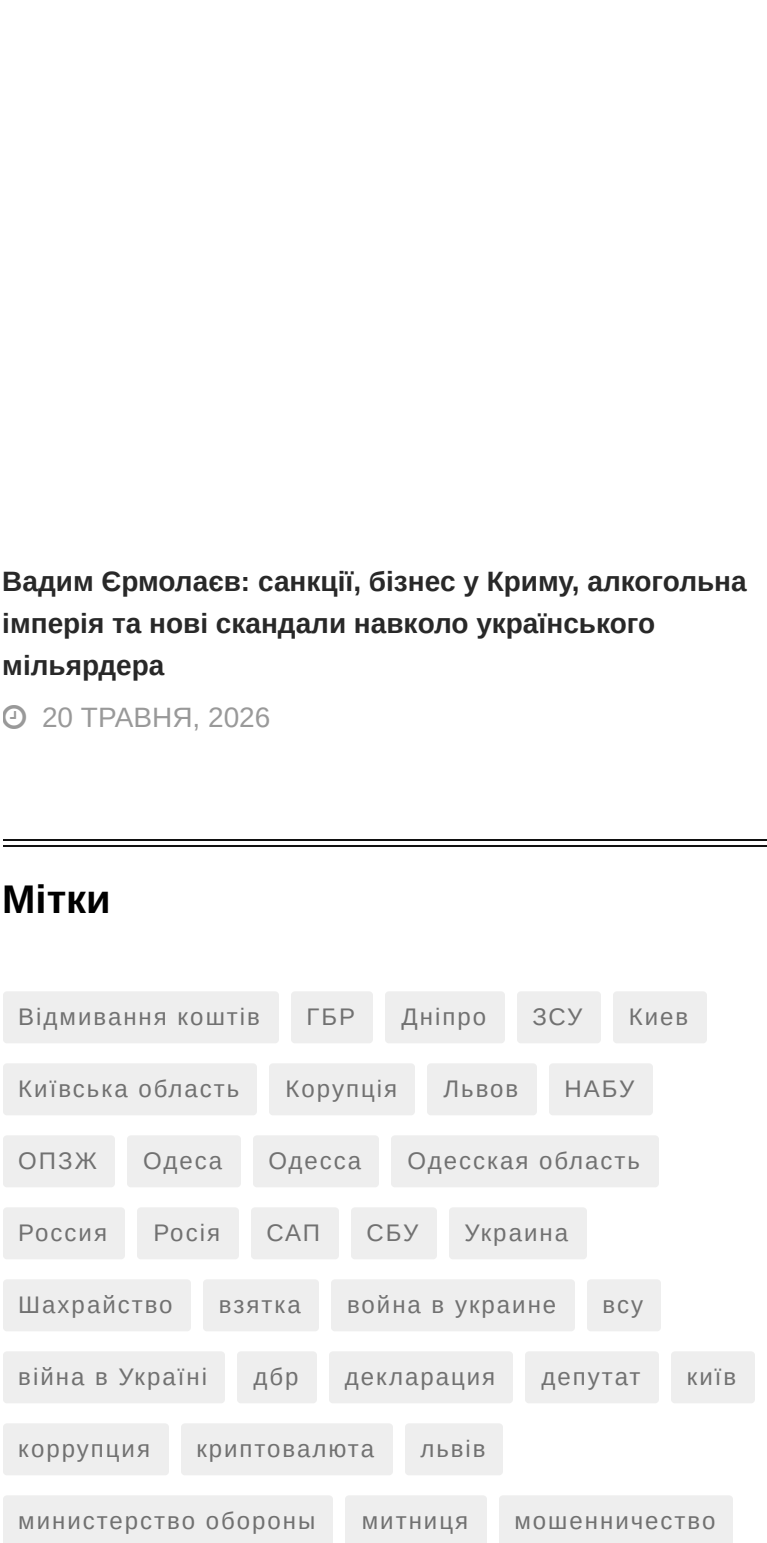 Вадим Єрмолаєв: санкції, бізнес у Криму, алкогольна
імперія та нові скандали навколо українського
мільярдера
20 ТРАВНЯ, 2026
Мітки
Відмивання коштів ГБР Дніпро ЗСУ Киев
Київська область Корупція Львов НАБУ
ОПЗЖ Одеса Одесса Одесская область
Россия Росія САП СБУ Украина
Шахрайство взятка война в украине всу
війна в Україні дбр декларация депутат київ
коррупция криптовалюта львів
министерство обороны митниця мошенничество